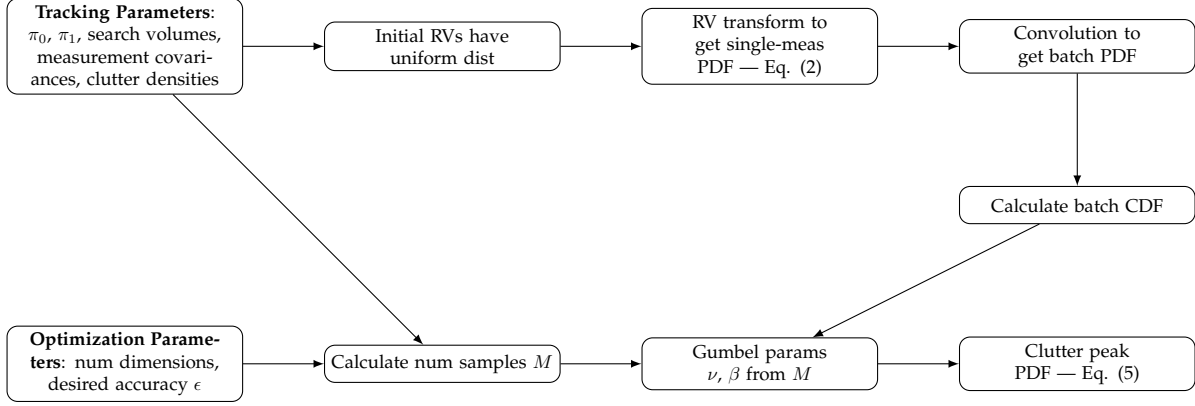 Tracking Parameters:
π₀, π₁, search volumes,
measurement covari-
ances, clutter densities
Initial RVs have
uniform dist
RV transform to
get single-meas
PDF — Eq. (2)
Convolution to
get batch PDF
Calculate batch CDF
Optimization Parame-
ters: num dimensions,
desired accuracy ϵ
Calculate num samples M
Gumbel params
ν, β from M
Clutter peak
PDF — Eq. (5)